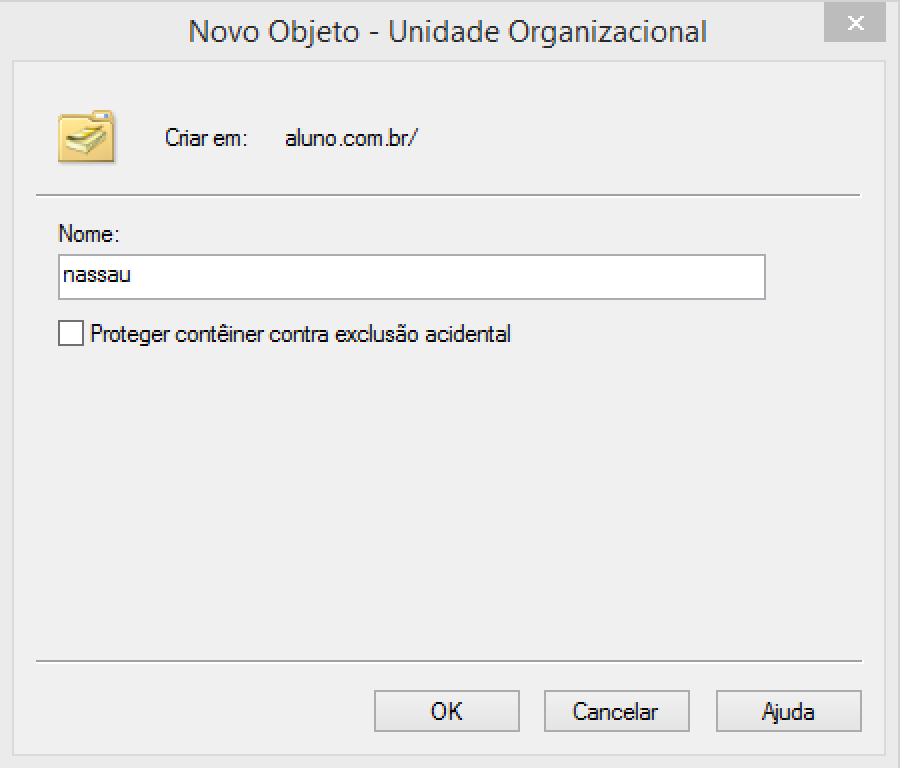 Novo Objeto - Unidade Organizacional
Criar em: aluno.com.br/
Nome:
nassau
Proteger contêiner contra exclusão acidental
OK Cancelar Ajuda